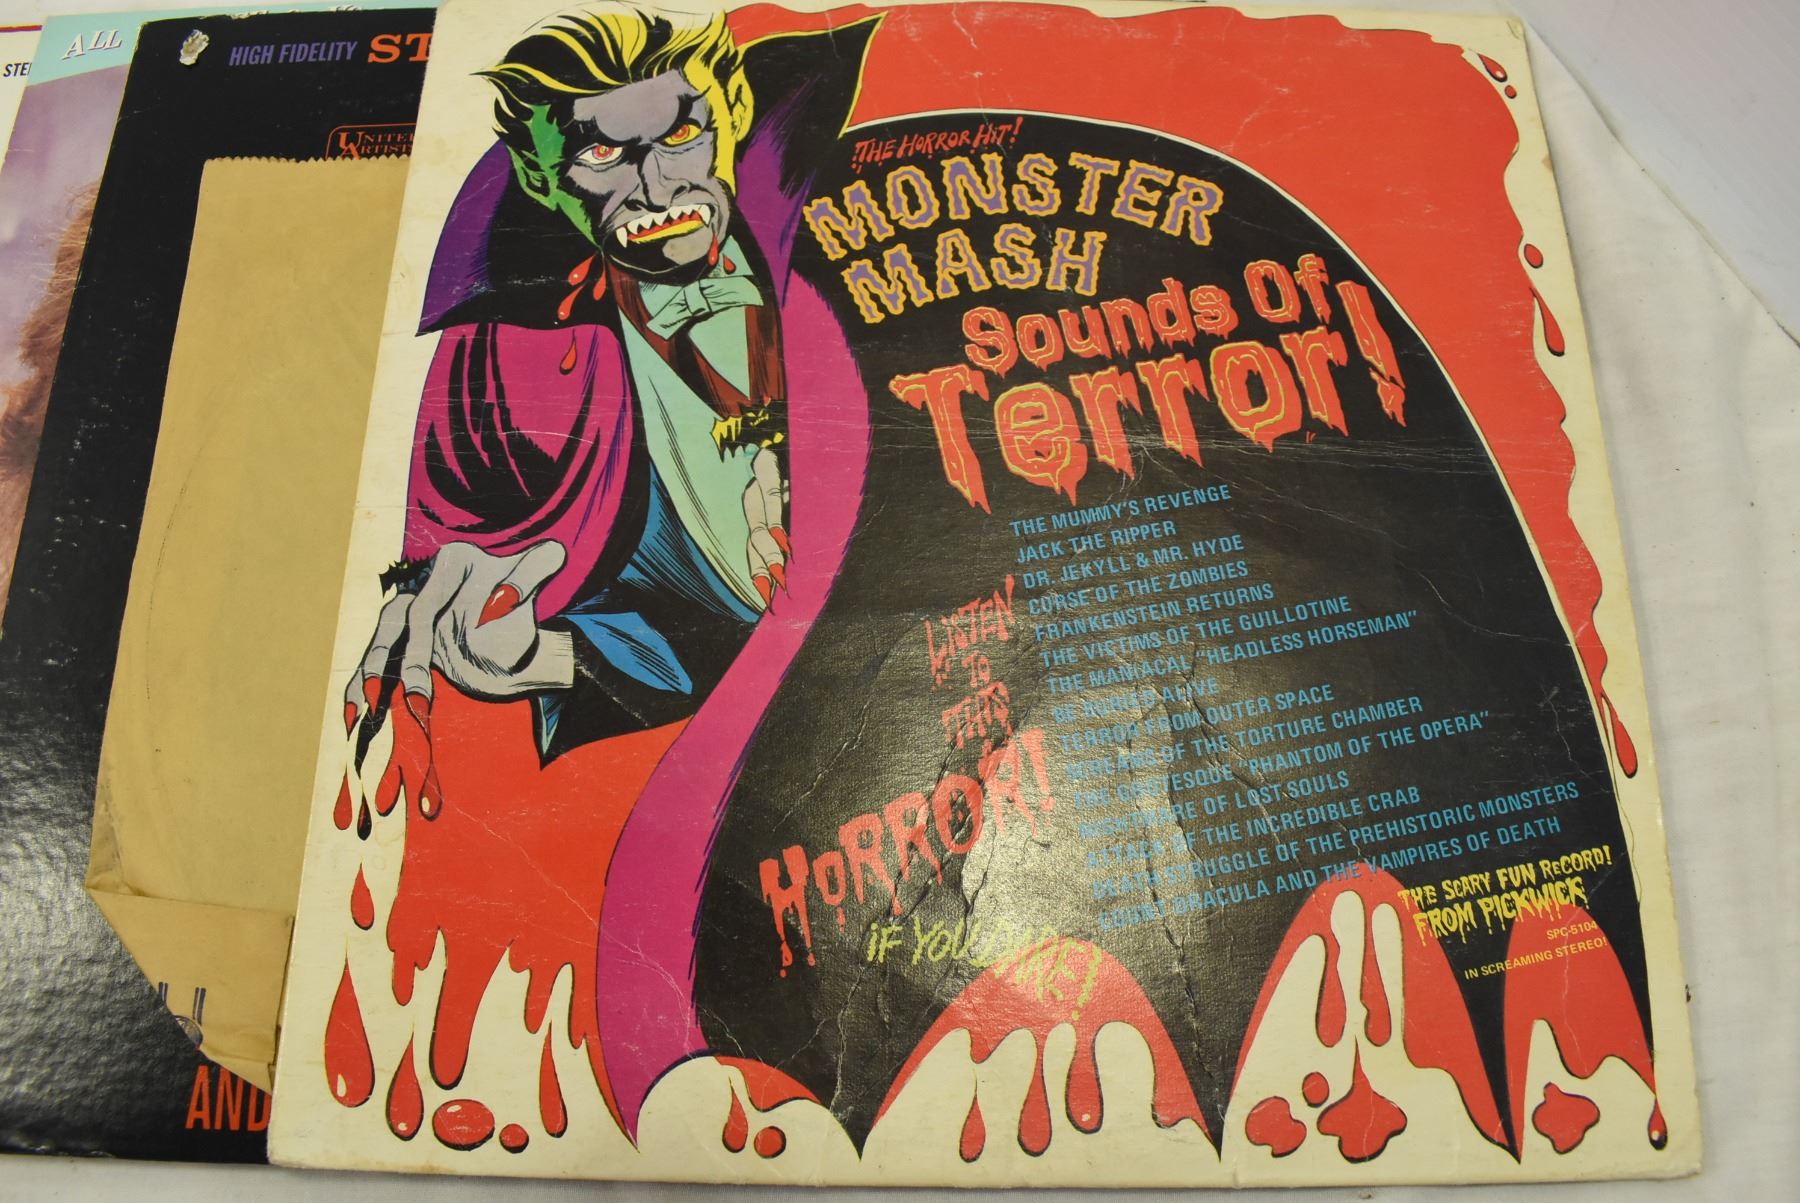 ALL
STE
HIGH FIDELITY ST
UNITED
ARTISTS
AND
THE HORROR HIT!
MONSTER
MASH
Sounds Of
Terror!
THE MUMMY'S REVENGE
JACK THE RIPPER
DR. JEKYLL & MR. HYDE
CURSE OF THE ZOMBIES
FRANKENSTEIN RETURNS
THE VICTIMS OF THE GUILLOTINE
THE MANIACAL "HEADLESS HORSEMAN"
BE BURIED ALIVE
TERROR FROM OUTER SPACE
SCREAMS OF THE TORTURE CHAMBER
THE GROTESQUE "PHANTOM OF THE OPERA"
NIGHTMARE OF LOST SOULS
ATTACK OF THE INCREDIBLE CRAB
DEATH STRUGGLE OF THE PREHISTORIC MONSTERS
COUNT DRACULA AND THE VAMPIRES OF DEATH
LISTEN
TO
THIS
HORROR!
iF YOU DARE!
THE SCARY FUN RECORD!
FROM PICKWICK
SPC-5104
IN SCREAMING STEREO!